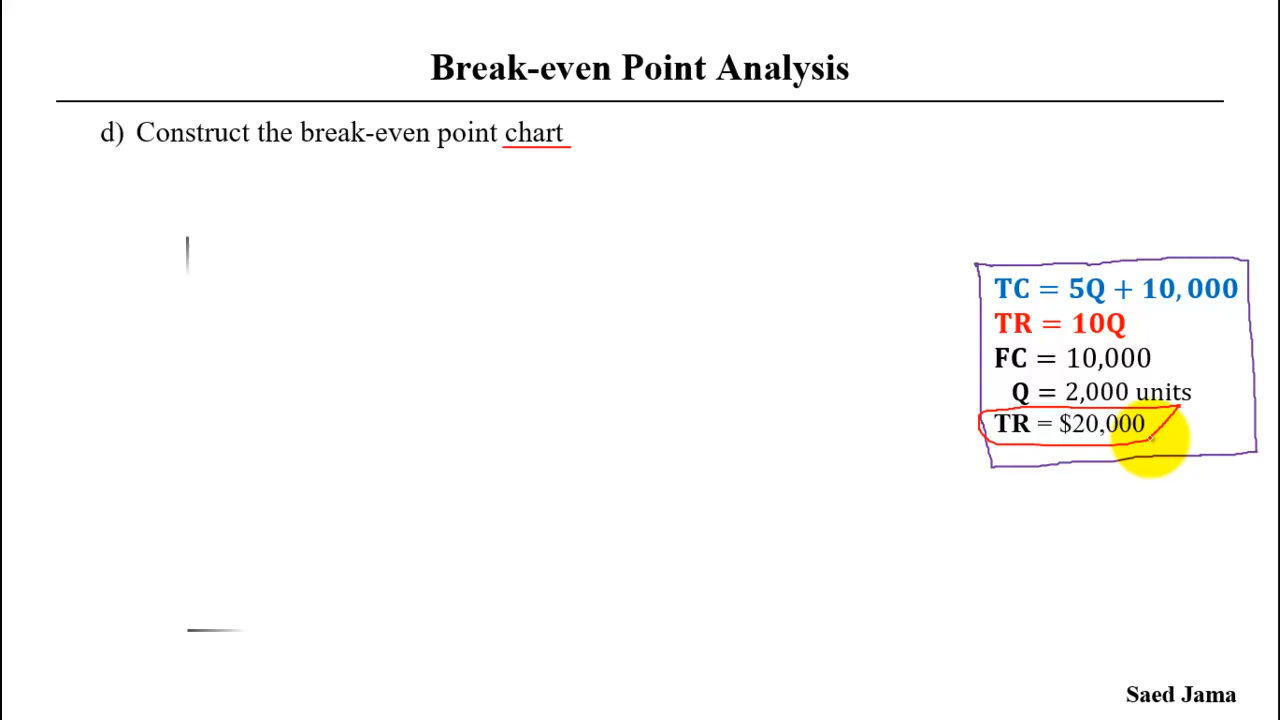 Break-even Point Analysis
d) Construct the break-even point chart
TC = 5Q + 10,000
TR = 10Q
FC = 10,000
Q = 2,000 units
TR = $20,000
Saed Jama